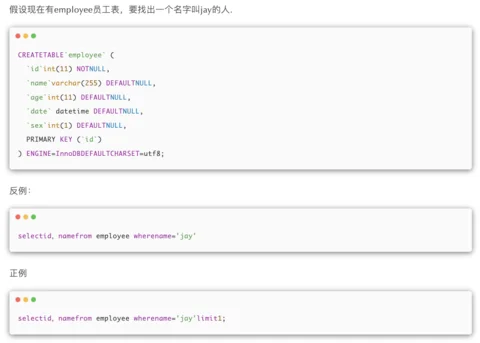 假设现在有employee员工表，要找出一个名字叫jay的人.
CREATETABLE`employee` (
`id`int(11) NOTNULL,
`name`varchar(255) DEFAULTNULL,
`age`int(11) DEFAULTNULL,
`date` datetime DEFAULTNULL,
`sex`int(1) DEFAULTNULL,
PRIMARY KEY (`id`)
) ENGINE=InnoDBDEFAULTCHARSET=utf8;
反例：
selectid，namefrom employee wherename='jay'
正例
selectid，namefrom employee wherename='jay'limit1;